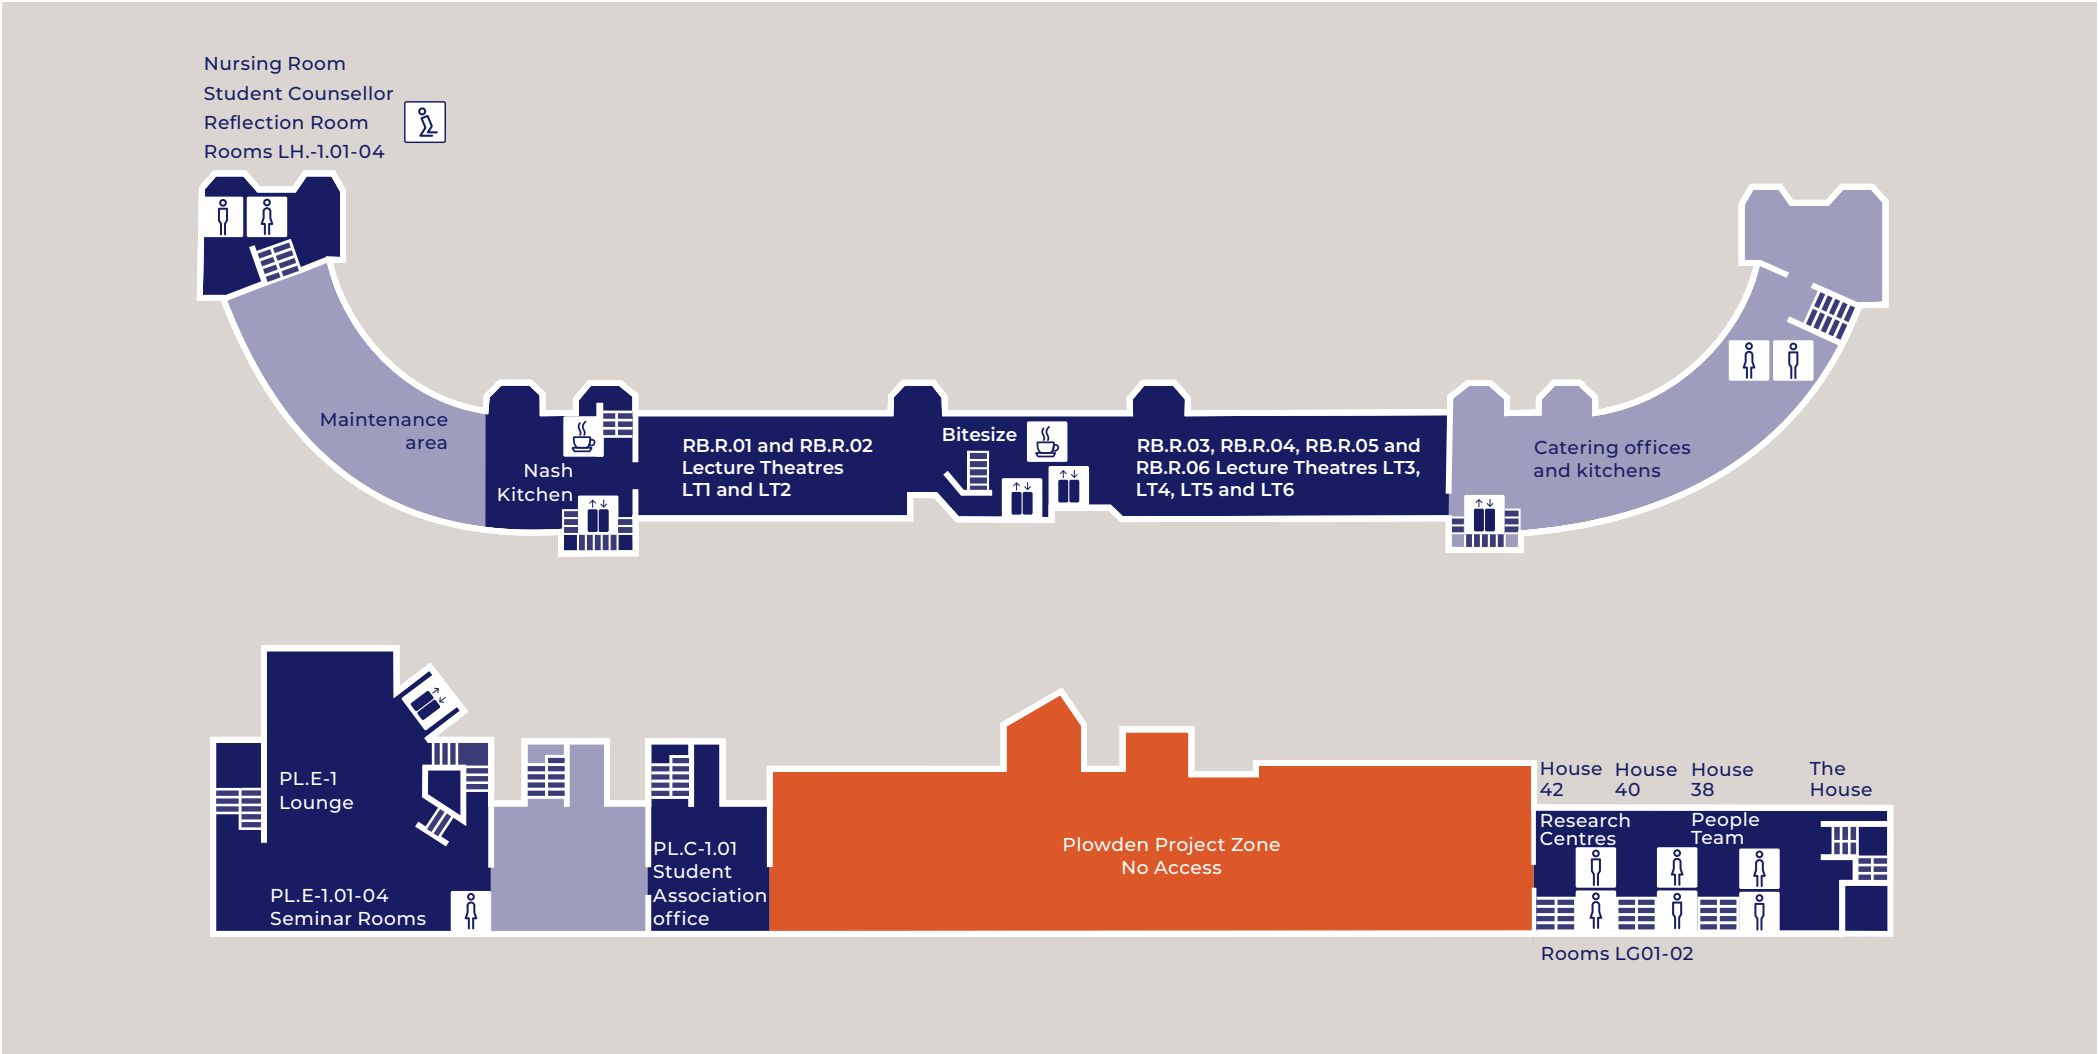 Nursing Room
Student Counsellor
Reflection Room
Rooms LH.-1.01-04
Maintenance
area
Nash
Kitchen
RB.R.01 and RB.R.02
Lecture Theatres
LT1 and LT2
Bitesize
RB.R.03, RB.R.04, RB.R.05 and
RB.R.06 Lecture Theatres LT3,
LT4, LT5 and LT6
Catering offices
and kitchens
PL.E-1
Lounge
PL.E-1.01-04
Seminar Rooms
PL.C-1.01
Student
Association
office
Plowden Project Zone
No Access
House
42
House
40
House
38
The
House
Research
Centres
People
Team
Rooms LG01-02